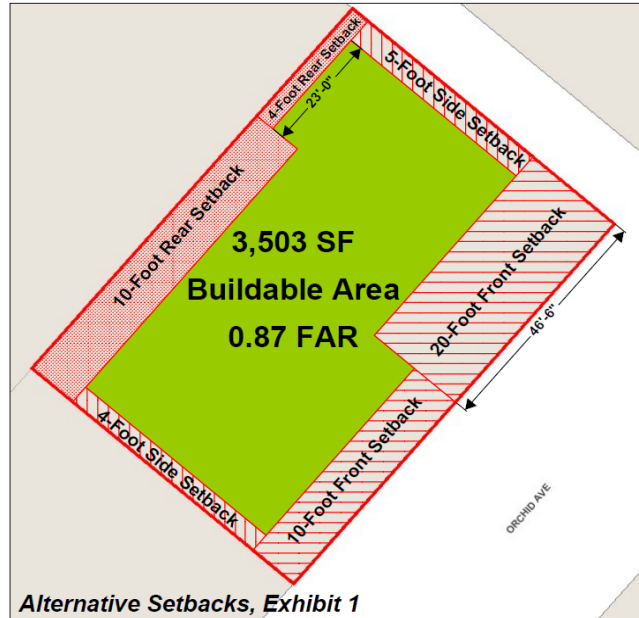 4-Foot Rear Setback
23'-0"
5-Foot Side Setback
10-Foot Rear Setback
3,503 SF
Buildable Area
0.87 FAR
20-Foot Front Setback
46'-6"
4-Foot Side Setback
10-Foot Front Setback
ORCHID AVE
Alternative Setbacks, Exhibit 1